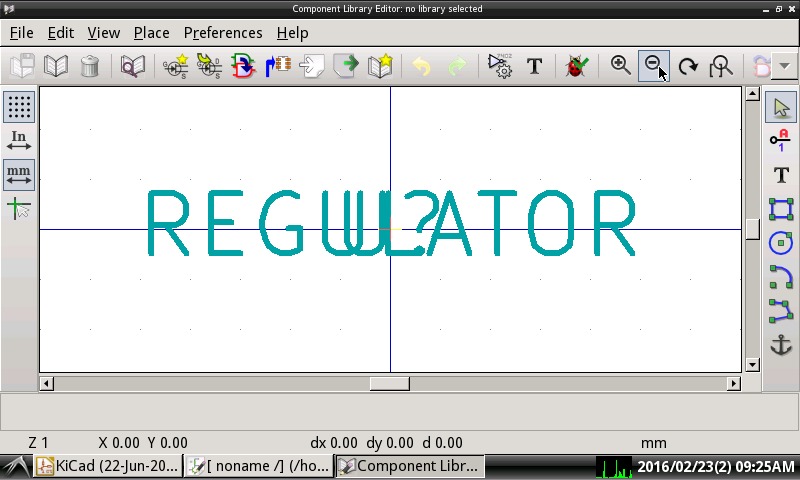 Component Library Editor: no library selected
File Edit View Place Preferences Help
In
mm
T
A
1
T
REGULATOR
U?
Z 1 X 0.00 Y 0.00 dx 0.00 dy 0.00 d 0.00 mm
KiCad (22-Jun-20... [ noname /] (/ho... Component Libr... 2016/02/23(2) 09:25AM